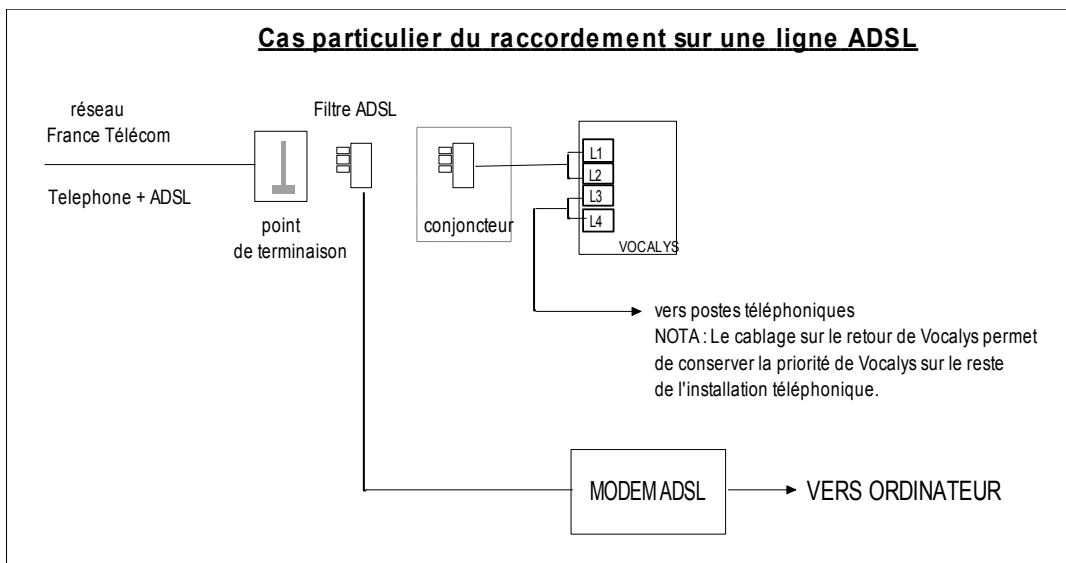 Cas particulier du raccordement sur une ligne ADSL
réseau
France Télécom
Filtre ADSL
Telephone + ADSL
point
de terminaison
conjoncteur
L1
L2
L3
L4
VOCALYS
vers postes téléphoniques
NOTA : Le cablage sur le retour de Vocalys permet
de conserver la priorité de Vocalys sur le reste
de l'installation téléphonique.
MODEM ADSL
VERS ORDINATEUR